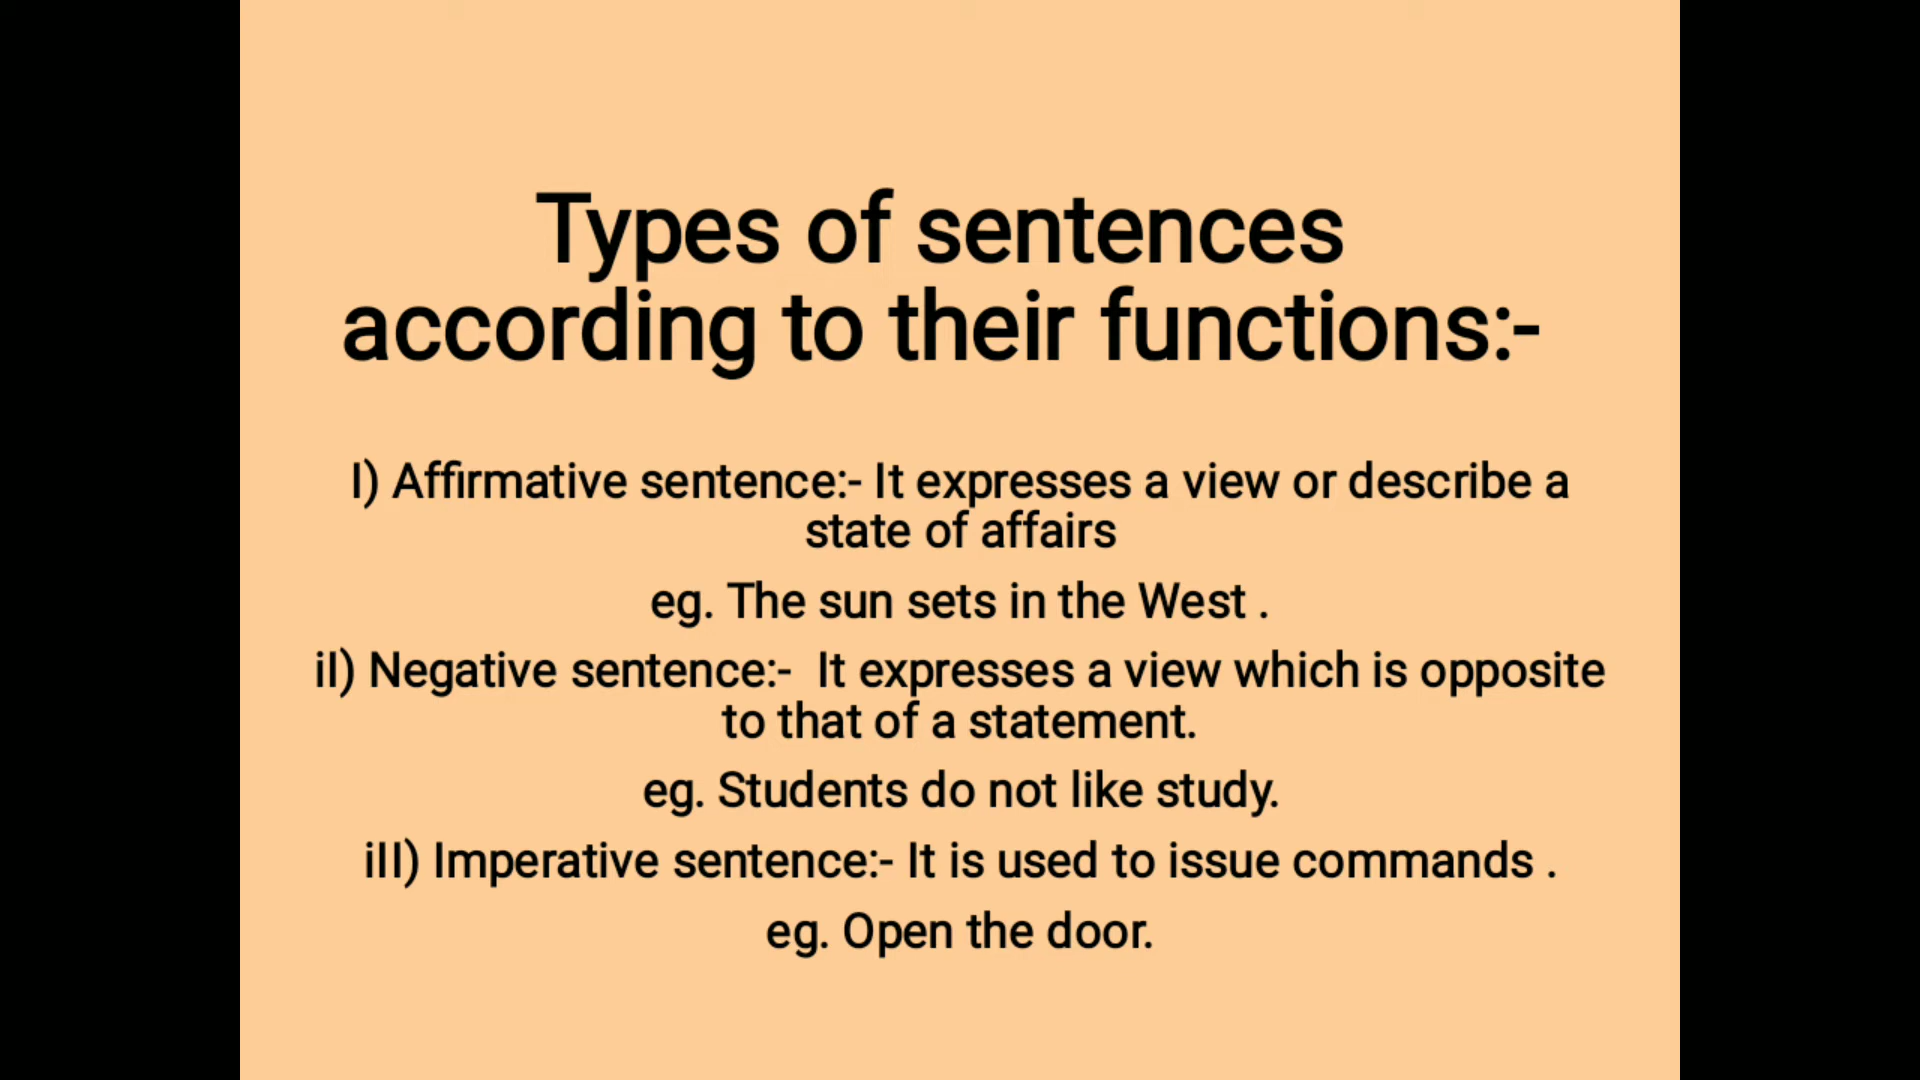 Types of sentences
according to their functions:-
I) Affirmative sentence:- It expresses a view or describe a
state of affairs
eg. The sun sets in the West .
iI) Negative sentence:-  It expresses a view which is opposite
to that of a statement.
eg. Students do not like study.
iII) Imperative sentence:- It is used to issue commands .
eg. Open the door.